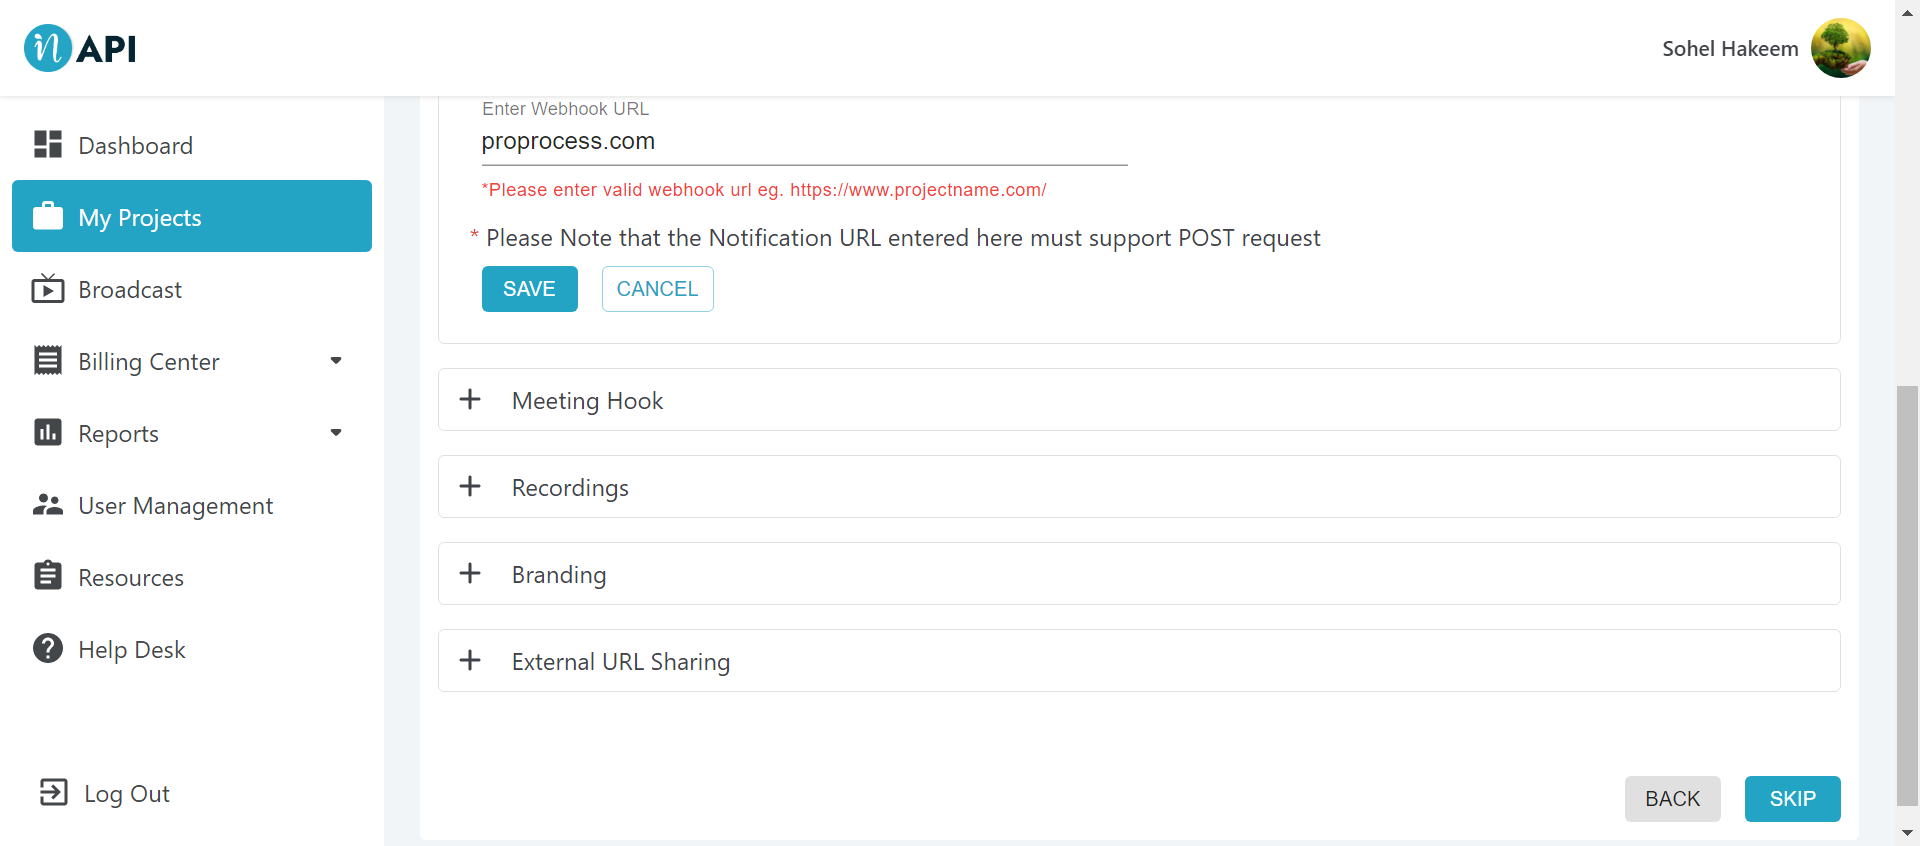 in API
Sohel Hakeem
Dashboard
My Projects
Broadcast
Billing Center
Reports
User Management
Resources
Help Desk
Log Out
Enter Webhook URL
proprocess.com
*Please enter valid webhook url eg. https://www.projectname.com/
* Please Note that the Notification URL entered here must support POST request
SAVE
CANCEL
+ Meeting Hook
+ Recordings
+ Branding
+ External URL Sharing
BACK
SKIP